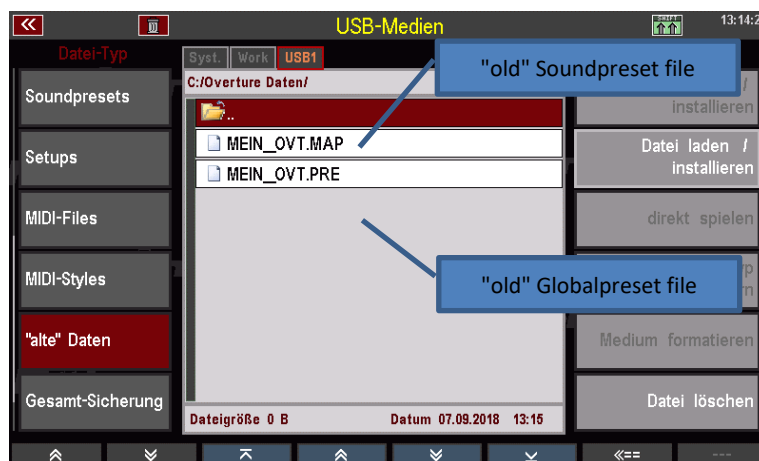 USB-Medien
13:14:2
Datei-Typ
Syst. Work USB1
"old" Soundpreset file
C:/Overture Daten/
/
installieren
Soundpresets
..
MEIN_OVT.MAP
Datei laden /
installieren
Setups
MEIN_OVT.PRE
MIDI-Files
direkt spielen
MIDI-Styles
"old" Globalpreset file
"alte" Daten
Medium formatieren
Gesamt-Sicherung
Datei löschen
Dateigröße 0 B Datum 07.09.2018 13:15
«==
---